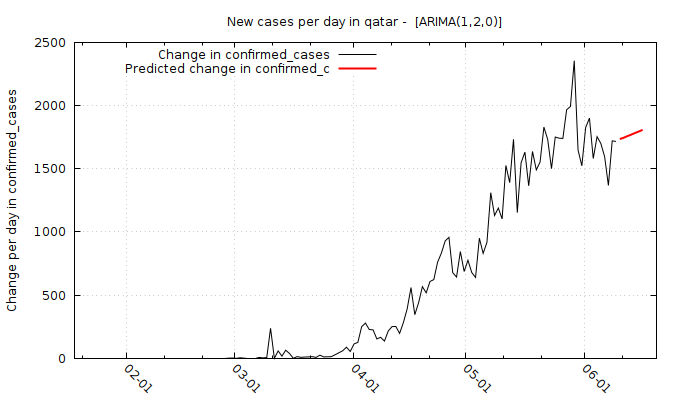 New cases per day in qatar -  [ARIMA(1,2,0)]
Change in confirmed_cases
Predicted change in confirmed_c
Change per day in confirmed_cases
2500
2000
1500
1000
500
0
02-01
03-01
04-01
05-01
06-01